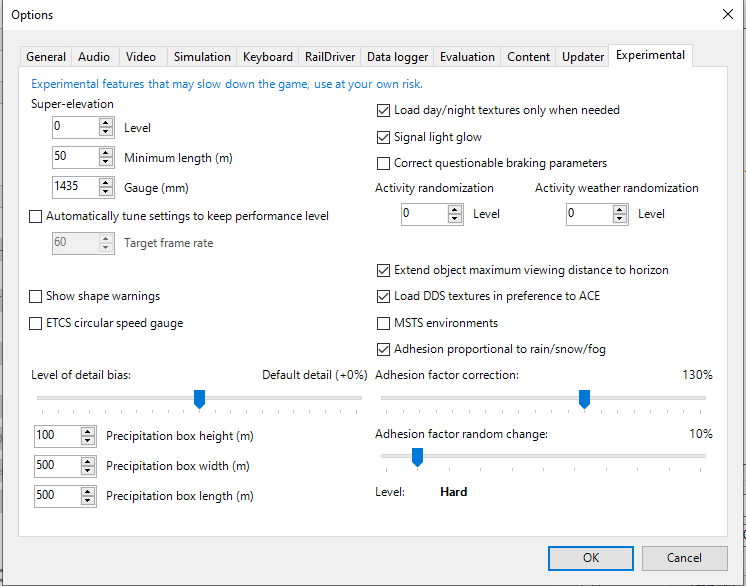 Options
General Audio Video Simulation Keyboard RailDriver Data logger Evaluation Content Updater Experimental
Experimental features that may slow down the game, use at your own risk.
Super-elevation
0 Level
50 Minimum length (m)
1435 Gauge (mm)
Automatically tune settings to keep performance level
60 Target frame rate
Show shape warnings
ETCS circular speed gauge
Level of detail bias: Default detail (+0%)
100 Precipitation box height (m)
500 Precipitation box width (m)
500 Precipitation box length (m)
Load day/night textures only when needed
Signal light glow
Correct questionable braking parameters
Activity randomization Activity weather randomization
0 Level 0 Level
Extend object maximum viewing distance to horizon
Load DDS textures in preference to ACE
MSTS environments
Adhesion proportional to rain/snow/fog
Adhesion factor correction: 130%
Adhesion factor random change: 10%
Level: Hard
OK Cancel